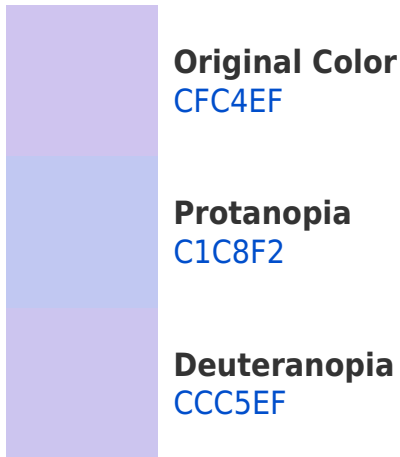 Original Color
CFC4EF
Protanopia
C1C8F2
Deuteranopia
CCC5EF